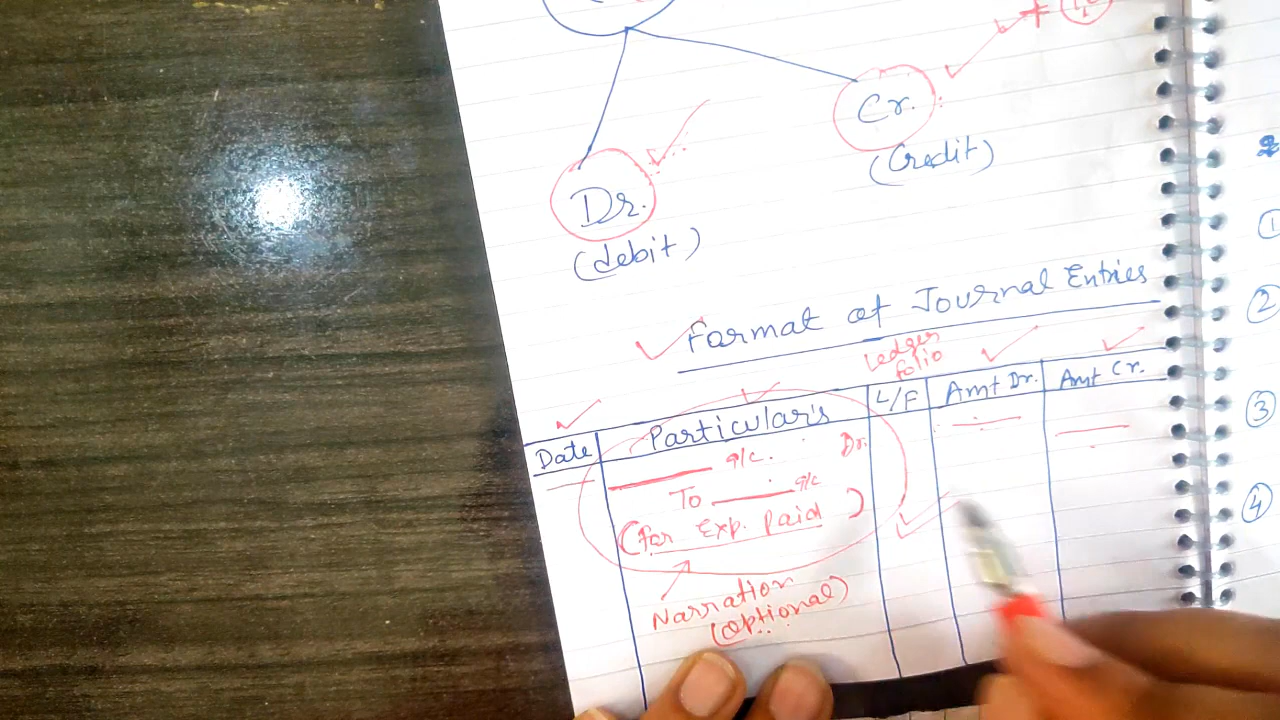 Cr.
(Credit)
Dr.
(debit)
Format of Journal Entries
Ledger
folio
Date Particular's L/F Amt Dr. Amt Cr.
a/c. Dr.
To a/c
(For Exp. Paid)
Narration
(optional)
①
②
③
④